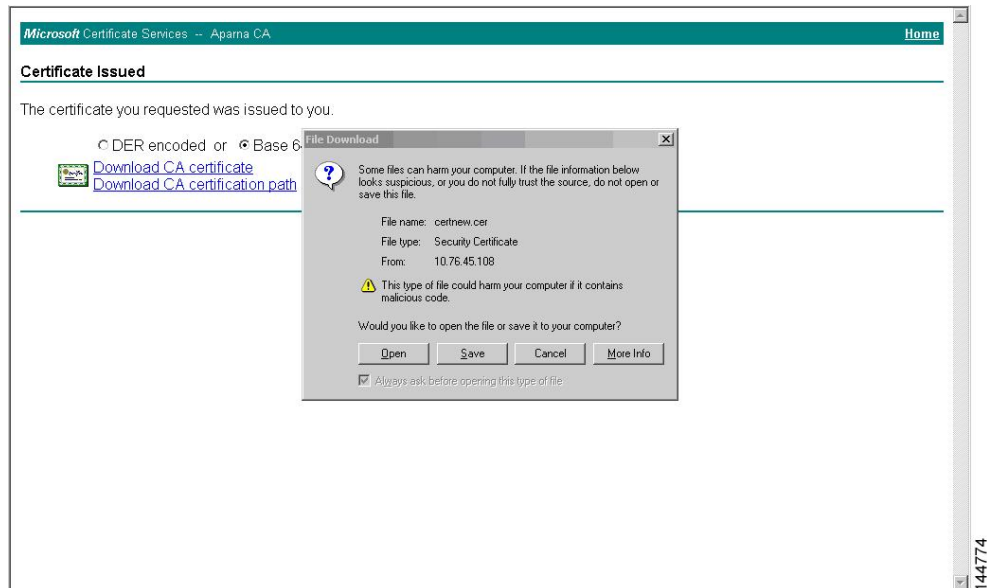 Microsoft Certificate Services -- Aparna CA Home
Certificate Issued
The certificate you requested was issued to you.
DER encoded or Base 6
Download CA certificate
Download CA certification path
File Download
Some files can harm your computer. If the file information below
looks suspicious, or you do not fully trust the source, do not open or
save this file.
File name: certnew.cer
File type: Security Certificate
From: 10.76.45.108
This type of file could harm your computer if it contains
malicious code.
Would you like to open the file or save it to your computer?
Open Save Cancel More Info
Always ask before opening this type of file
144774